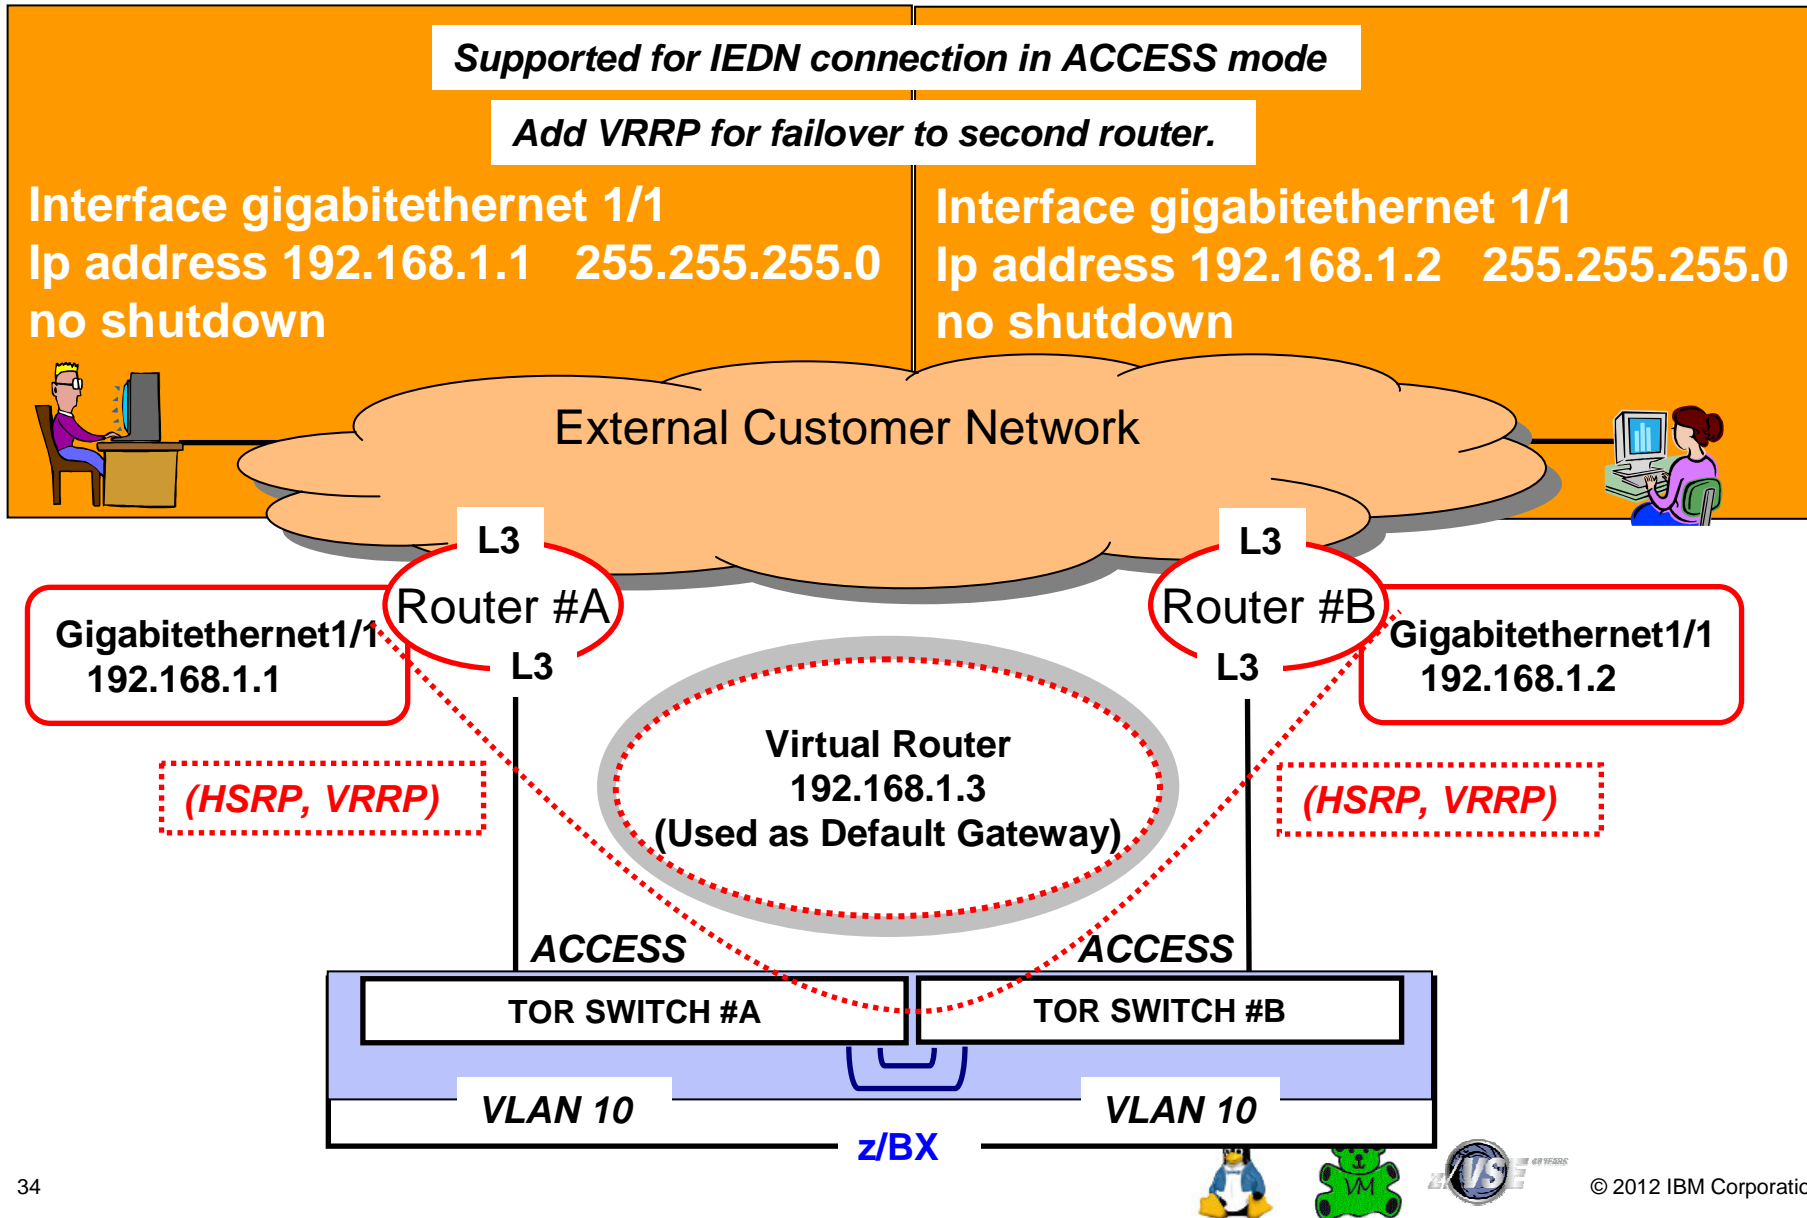 Supported for IEDN connection in ACCESS mode
Add VRRP for failover to second router.
Interface gigabitethernet 1/1
Ip address 192.168.1.1 255.255.255.0
no shutdown
Interface gigabitethernet 1/1
Ip address 192.168.1.2 255.255.255.0
no shutdown
External Customer Network
L3
Router #A
L3
L3
Router #B
L3
Gigabitethernet1/1
192.168.1.1
Gigabitethernet1/1
192.168.1.2
(HSRP, VRRP)
Virtual Router
192.168.1.3
(Used as Default Gateway)
(HSRP, VRRP)
ACCESS
ACCESS
TOR SWITCH #A
TOR SWITCH #B
VLAN 10
VLAN 10
z/BX
34
VM
z/VSE
© 2012 IBM Corporatio